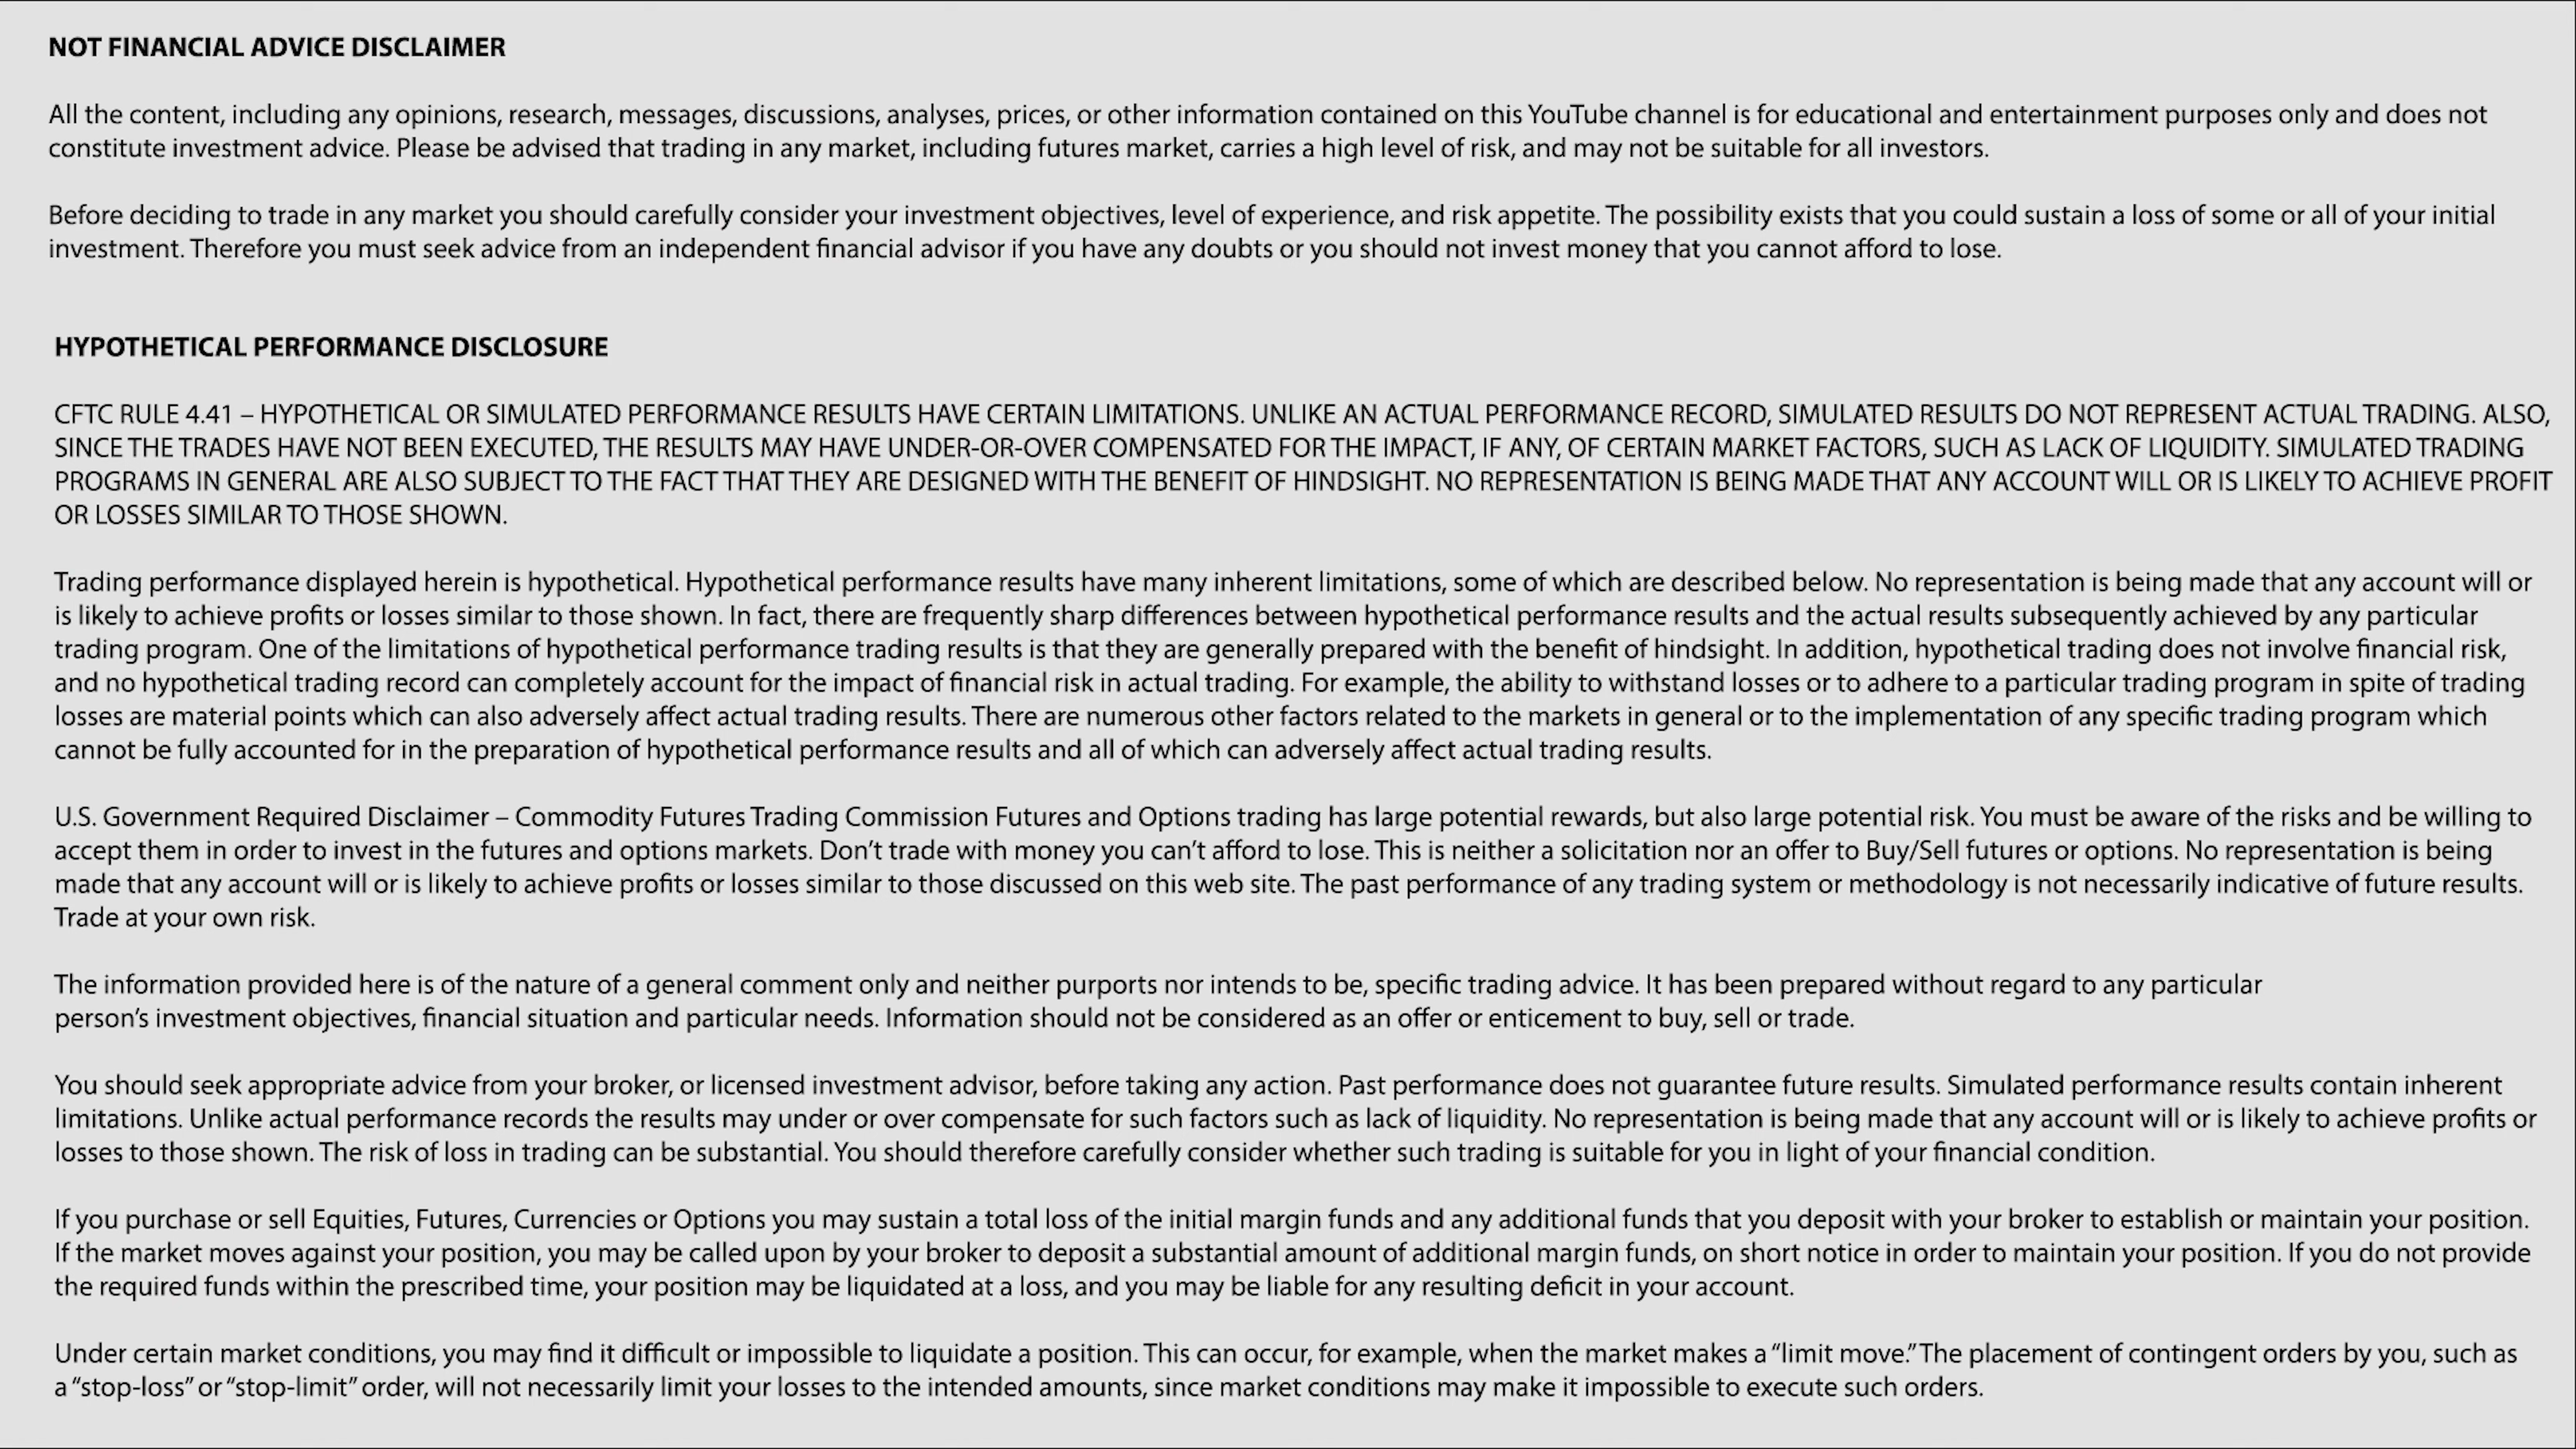 NOT FINANCIAL ADVICE DISCLAIMER
All the content, including any opinions, research, messages, discussions, analyses, prices, or other information contained on this YouTube channel is for educational and entertainment purposes only and does not
constitute investment advice. Please be advised that trading in any market, including futures market, carries a high level of risk, and may not be suitable for all investors.
Before deciding to trade in any market you should carefully consider your investment objectives, level of experience, and risk appetite. The possibility exists that you could sustain a loss of some or all of your initial
investment. Therefore you must seek advice from an independent financial advisor if you have any doubts or you should not invest money that you cannot afford to lose.
HYPOTHETICAL PERFORMANCE DISCLOSURE
CFTC RULE 4.41 – HYPOTHETICAL OR SIMULATED PERFORMANCE RESULTS HAVE CERTAIN LIMITATIONS. UNLIKE AN ACTUAL PERFORMANCE RECORD, SIMULATED RESULTS DO NOT REPRESENT ACTUAL TRADING. ALSO,
SINCE THE TRADES HAVE NOT BEEN EXECUTED, THE RESULTS MAY HAVE UNDER-OR-OVER COMPENSATED FOR THE IMPACT, IF ANY, OF CERTAIN MARKET FACTORS, SUCH AS LACK OF LIQUIDITY. SIMULATED TRADING
PROGRAMS IN GENERAL ARE ALSO SUBJECT TO THE FACT THAT THEY ARE DESIGNED WITH THE BENEFIT OF HINDSIGHT. NO REPRESENTATION IS BEING MADE THAT ANY ACCOUNT WILL OR IS LIKELY TO ACHIEVE PROFIT
OR LOSSES SIMILAR TO THOSE SHOWN.
Trading performance displayed herein is hypothetical. Hypothetical performance results have many inherent limitations, some of which are described below. No representation is being made that any account will or
is likely to achieve profits or losses similar to those shown. In fact, there are frequently sharp differences between hypothetical performance results and the actual results subsequently achieved by any particular
trading program. One of the limitations of hypothetical performance trading results is that they are generally prepared with the benefit of hindsight. In addition, hypothetical trading does not involve financial risk,
and no hypothetical trading record can completely account for the impact of financial risk in actual trading. For example, the ability to withstand losses or to adhere to a particular trading program in spite of trading
losses are material points which can also adversely affect actual trading results. There are numerous other factors related to the markets in general or to the implementation of any specific trading program which
cannot be fully accounted for in the preparation of hypothetical performance results and all of which can adversely affect actual trading results.
U.S. Government Required Disclaimer – Commodity Futures Trading Commission Futures and Options trading has large potential rewards, but also large potential risk. You must be aware of the risks and be willing to
accept them in order to invest in the futures and options markets. Don’t trade with money you can’t afford to lose. This is neither a solicitation nor an offer to Buy/Sell futures or options. No representation is being
made that any account will or is likely to achieve profits or losses similar to those discussed on this web site. The past performance of any trading system or methodology is not necessarily indicative of future results.
Trade at your own risk.
The information provided here is of the nature of a general comment only and neither purports nor intends to be, specific trading advice. It has been prepared without regard to any particular
person’s investment objectives, financial situation and particular needs. Information should not be considered as an offer or enticement to buy, sell or trade.
You should seek appropriate advice from your broker, or licensed investment advisor, before taking any action. Past performance does not guarantee future results. Simulated performance results contain inherent
limitations. Unlike actual performance records the results may under or over compensate for such factors such as lack of liquidity. No representation is being made that any account will or is likely to achieve profits or
losses to those shown. The risk of loss in trading can be substantial. You should therefore carefully consider whether such trading is suitable for you in light of your financial condition.
If you purchase or sell Equities, Futures, Currencies or Options you may sustain a total loss of the initial margin funds and any additional funds that you deposit with your broker to establish or maintain your position.
If the market moves against your position, you may be called upon by your broker to deposit a substantial amount of additional margin funds, on short notice in order to maintain your position. If you do not provide
the required funds within the prescribed time, your position may be liquidated at a loss, and you may be liable for any resulting deficit in your account.
Under certain market conditions, you may find it difficult or impossible to liquidate a position. This can occur, for example, when the market makes a “limit move.” The placement of contingent orders by you, such as
a “stop-loss” or “stop-limit” order, will not necessarily limit your losses to the intended amounts, since market conditions may make it impossible to execute such orders.